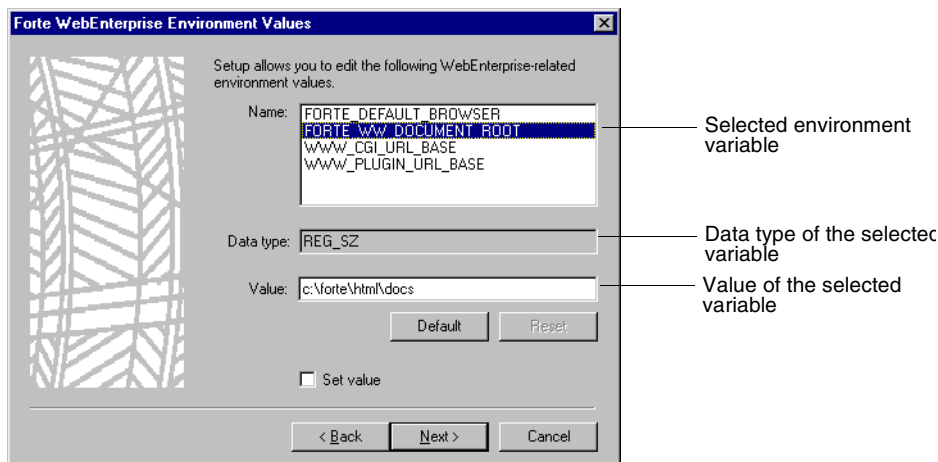 Forte WebEnterprise Environment Values
Setup allows you to edit the following WebEnterprise-related
environment values.
Name:
FORTE_DEFAULT_BROWSER
FORTE_WW_DOCUMENT_ROOT
WWW_CGI_URL_BASE
WWW_PLUGIN_URL_BASE
Selected environment
variable
Data type: REG_SZ
Data type of the selected
variable
Value: c:\forte\html\docs
Value of the selected
variable
Default Reset
Set value
< Back Next > Cancel